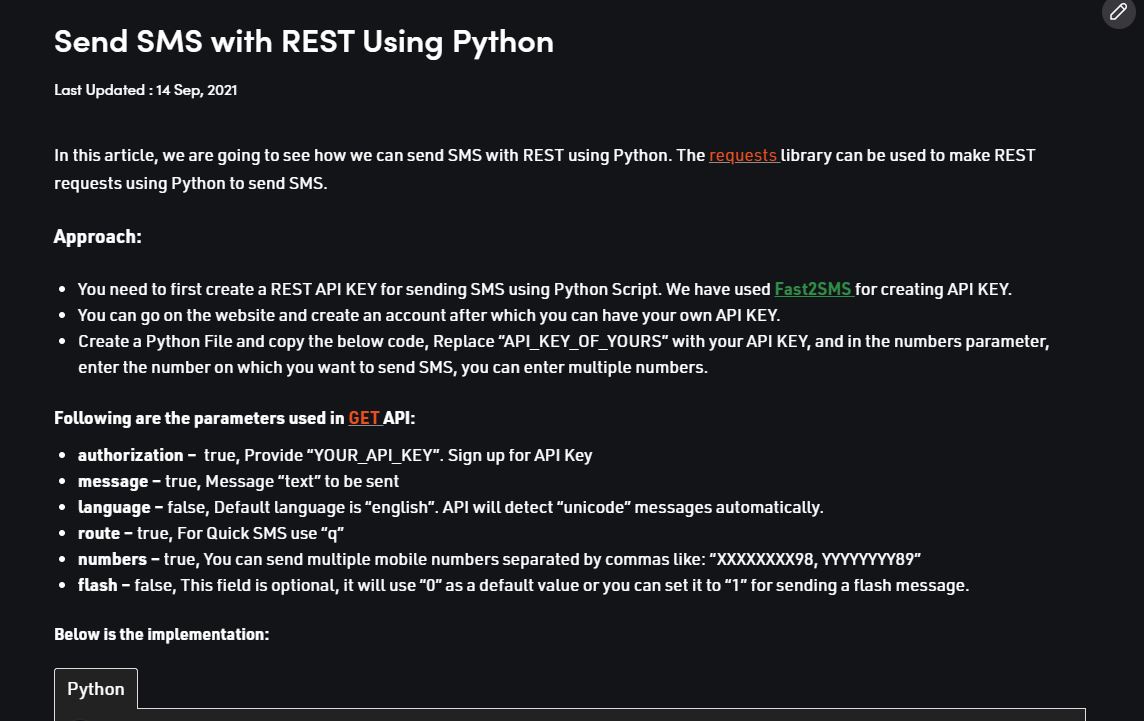 Send SMS with REST Using Python
Last Updated : 14 Sep, 2021
In this article, we are going to see how we can send SMS with REST using Python. The requests library can be used to make REST
requests using Python to send SMS.
Approach:
• You need to first create a REST API KEY for sending SMS using Python Script. We have used Fast2SMS for creating API KEY.
• You can go on the website and create an account after which you can have your own API KEY.
• Create a Python File and copy the below code, Replace “API_KEY_OF_YOURS” with your API KEY, and in the numbers parameter,
enter the number on which you want to send SMS, you can enter multiple numbers.
Following are the parameters used in GET API:
• authorization – true, Provide “YOUR_API_KEY”. Sign up for API Key
• message – true, Message “text” to be sent
• language – false, Default language is “english”. API will detect “unicode” messages automatically.
• route – true, For Quick SMS use “q”
• numbers – true, You can send multiple mobile numbers separated by commas like: “XXXXXXXX98, YYYYYYYY89”
• flash – false, This field is optional, it will use “0” as a default value or you can set it to “1” for sending a flash message.
Below is the implementation:
Python